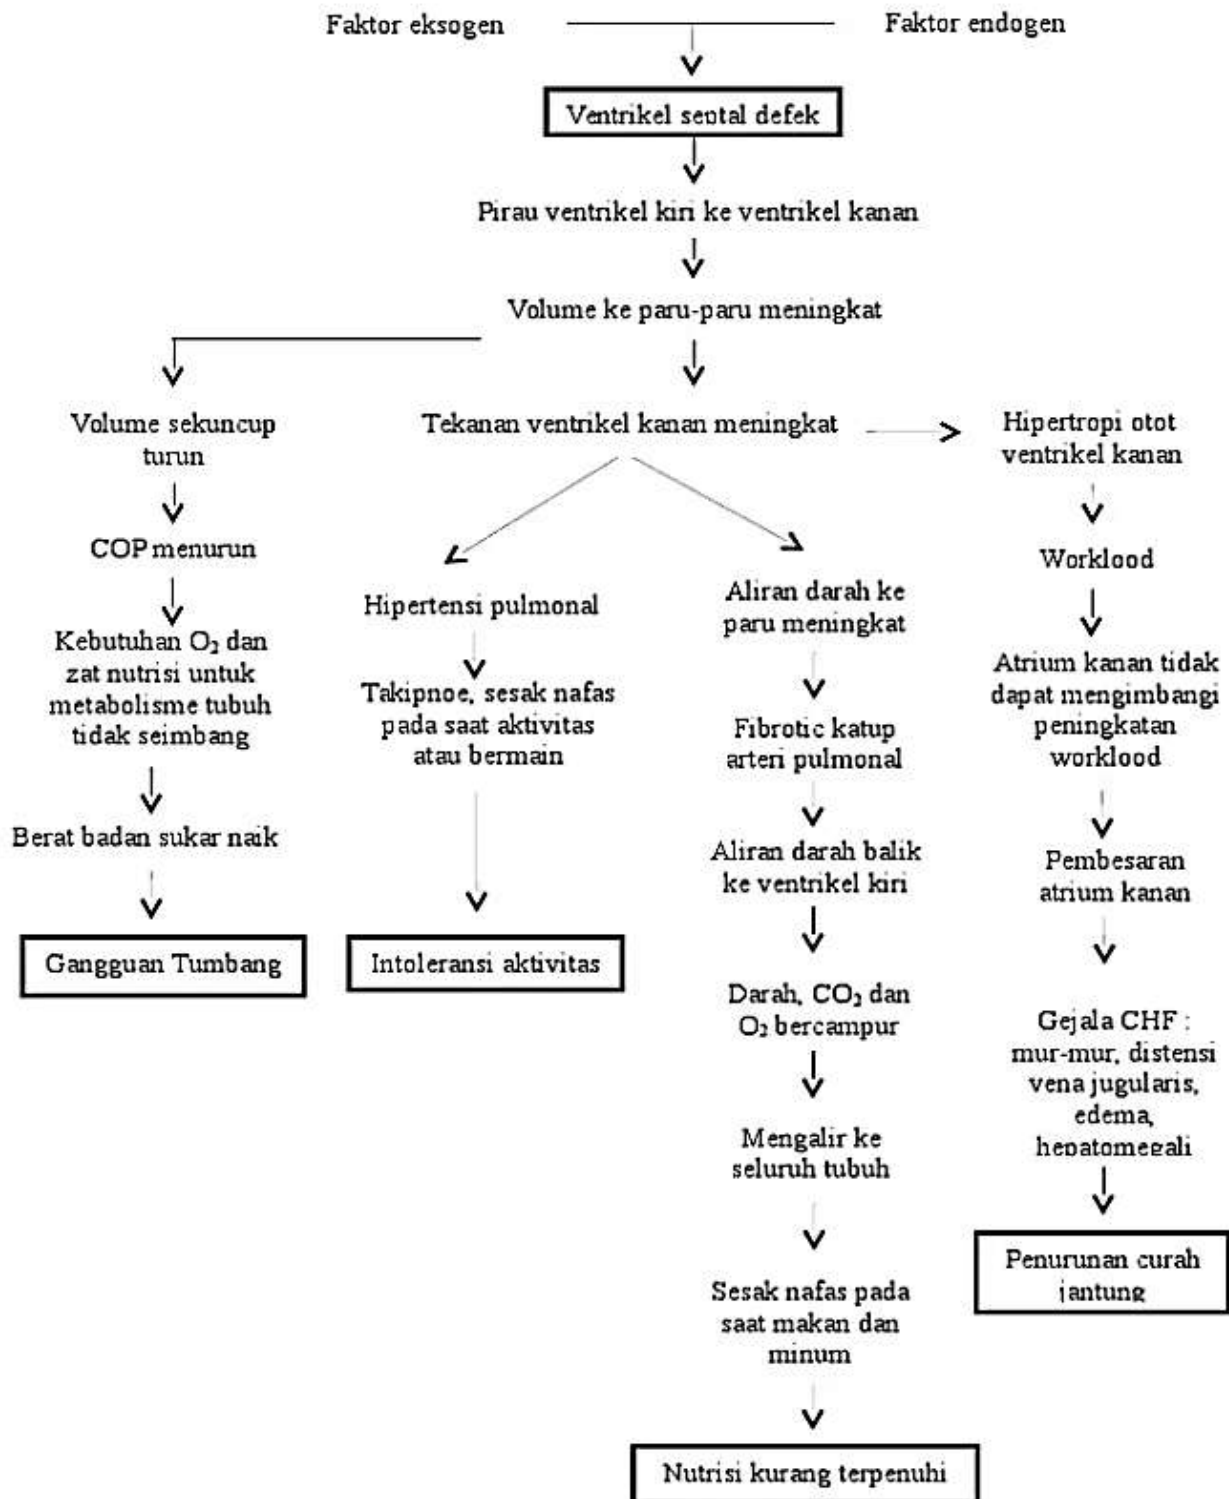 Faktor eksogen
Faktor endogen
Ventrikel septal defek
Pirau ventrikel kiri ke ventrikel kanan
Volume ke paru-paru meningkat
Volume sekuncup
turun
COP menurun
Kebutuhan O₂ dan
zat nutrisi untuk
metabolisme tubuh
tidak seimbang
Berat badan sukar naik
Gangguan Tumbang
Tekanan ventrikel kanan meningkat
Hipertensi pulmonal
Takipnoe, sesak nafas
pada saat aktivitas
atau bermain
Intoleransi aktivitas
Aliran darah ke
paru meningkat
Fibrotic katup
arteri pulmonal
Aliran darah balik
ke ventrikel kiri
Darah, CO₂ dan
O₂ bercampur
Mengalir ke
seluruh tubuh
Sesak nafas pada
saat makan dan
minum
Nutrisi kurang terpenuhi
Hipertropi otot
ventrikel kanan
Worklood
Atrium kanan tidak
dapat mengimbangi
peningkatan
worklood
Pembesaran
atrium kanan
Gejala CHF :
mur-mur, distensi
vena jugularis,
edema,
hepatomegali
Penurunan curah
jantung